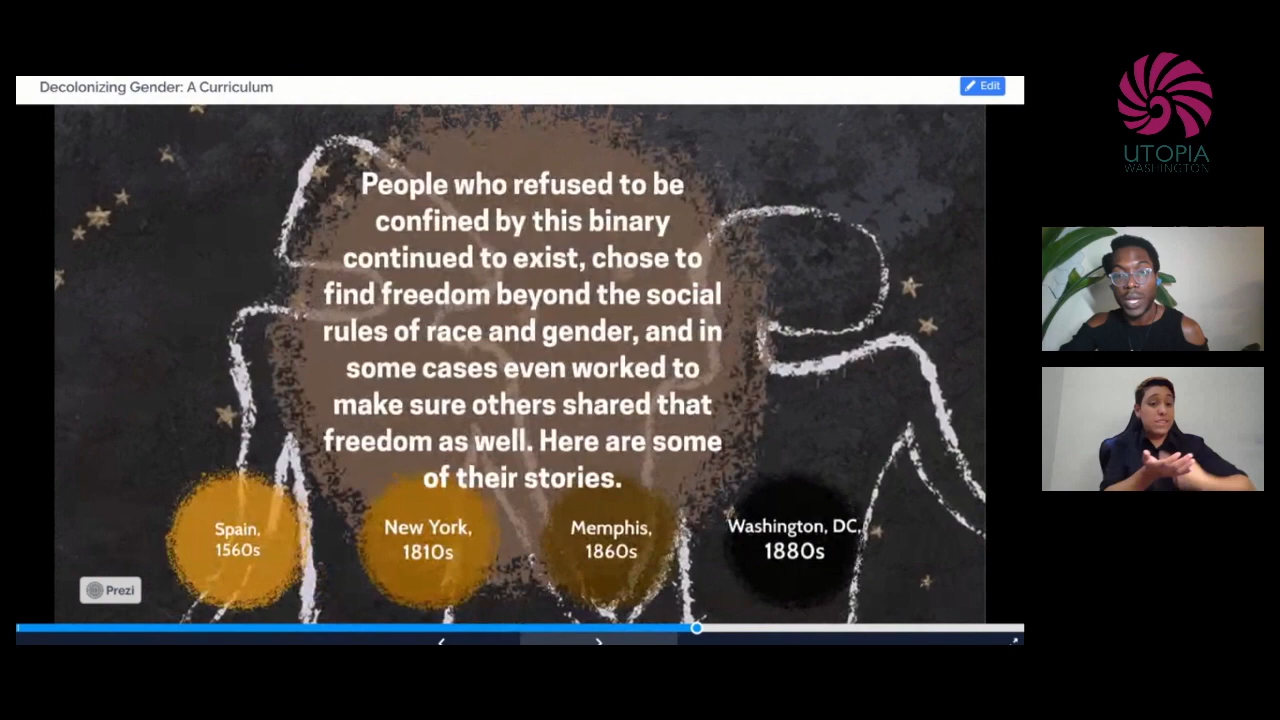 Decolonizing Gender: A Curriculum
Edit
People who refused to be
confined by this binary
continued to exist, chose to
find freedom beyond the social
rules of race and gender, and in
some cases even worked to
make sure others shared that
freedom as well. Here are some
of their stories.
Spain,
1560s
New York,
1810s
Memphis,
1860s
Washington, DC,
1880s
Prezi
UTOPIA
WASHINGTON